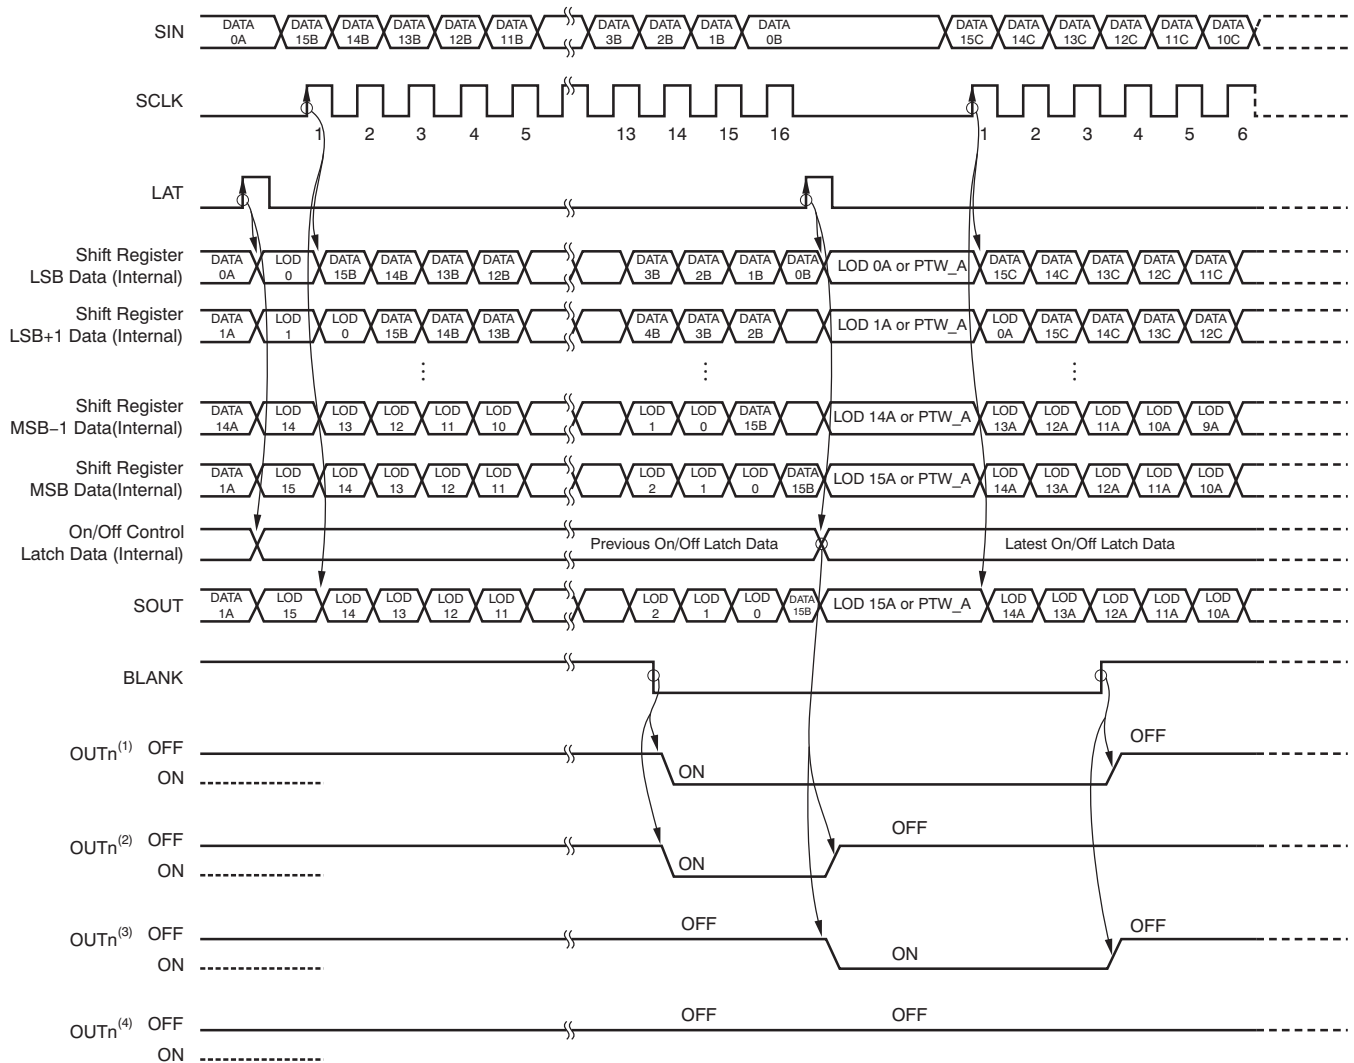 SIN DATA 0A DATA 15B DATA 14B DATA 13B DATA 12B DATA 11B DATA 3B DATA 2B DATA 1B DATA 0B DATA 15C DATA 14C DATA 13C DATA 12C DATA 11C DATA 10C
SCLK
1 2 3 4 5 13 14 15 16 1 2 3 4 5 6
LAT
Shift Register
LSB Data (Internal)
DATA 0A LOD 0 DATA 15B DATA 14B DATA 13B DATA 12B DATA 3B DATA 2B DATA 1B DATA 0B LOD 0A or PTW_A DATA 15C DATA 14C DATA 13C DATA 12C DATA 11C
Shift Register
LSB+1 Data (Internal)
DATA 1A LOD 1 LOD 0 DATA 15B DATA 14B DATA 13B DATA 4B DATA 3B DATA 2B LOD 1A or PTW_A LOD 0A DATA 15C DATA 14C DATA 13C DATA 12C
Shift Register
MSB−1 Data(Internal)
DATA 14A LOD 14 LOD 13 LOD 12 LOD 11 LOD 10 LOD 1 LOD 0 DATA 15B LOD 14A or PTW_A LOD 13A LOD 12A LOD 11A LOD 10A LOD 9A
Shift Register
MSB Data(Internal)
DATA 1A LOD 15 LOD 14 LOD 13 LOD 12 LOD 11 LOD 2 LOD 1 LOD 0 DATA 15B LOD 15A or PTW_A LOD 14A LOD 13A LOD 12A LOD 11A LOD 10A
On/Off Control
Latch Data (Internal)
Previous On/Off Latch Data Latest On/Off Latch Data
SOUT DATA 1A LOD 15 LOD 14 LOD 13 LOD 12 LOD 11 LOD 2 LOD 1 LOD 0 DATA 15B LOD 15A or PTW_A LOD 14A LOD 13A LOD 12A LOD 11A LOD 10A
BLANK
OUTn(1) OFF OFF
ON ON
OUTn(2) OFF OFF
ON ON
OUTn(3) OFF OFF OFF
ON ON
OUTn(4) OFF OFF OFF
ON